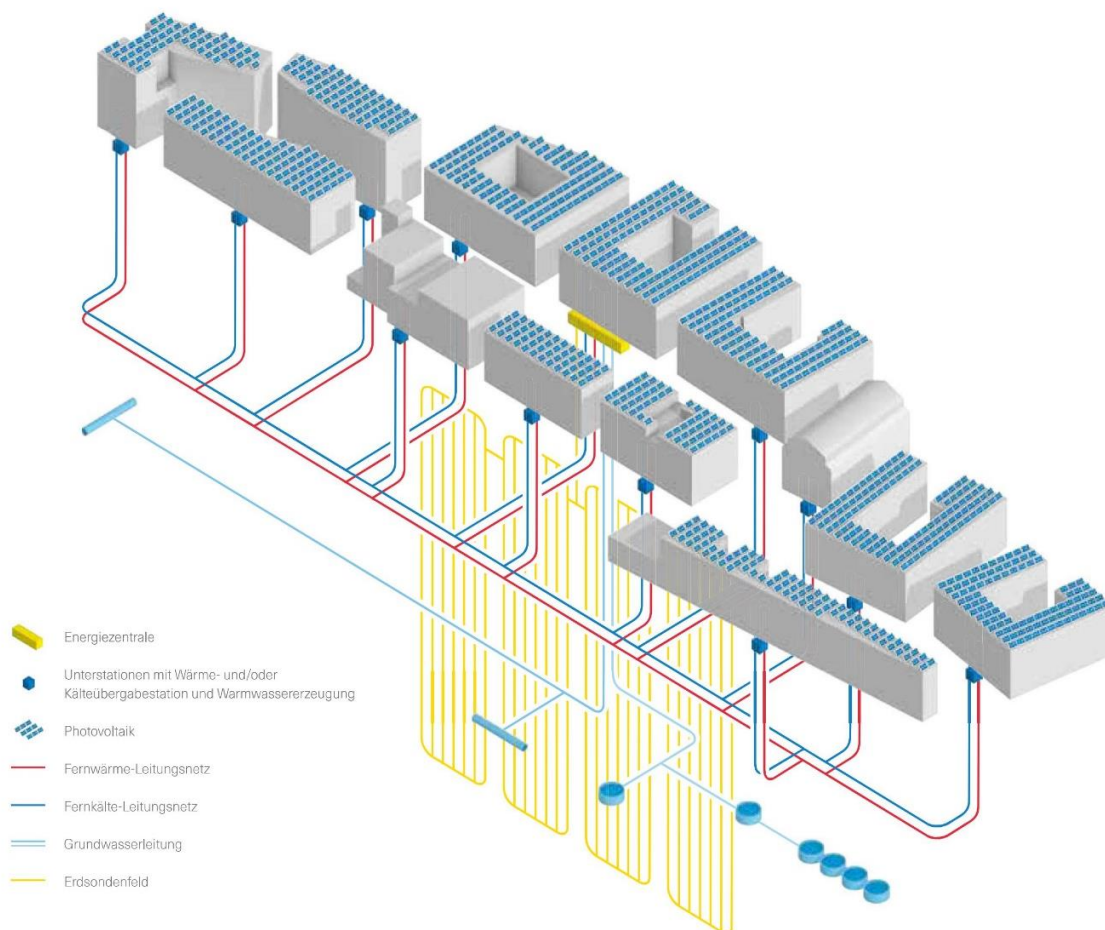 Energiezentrale
Unterstationen mit Wärme- und/oder
Kälteübergabestation und Warmwassererzeugung
Photovoltaik
Fernwärme-Leitungsnetz
Fernkälte-Leitungsnetz
Grundwasserleitung
Erdsondenfeld